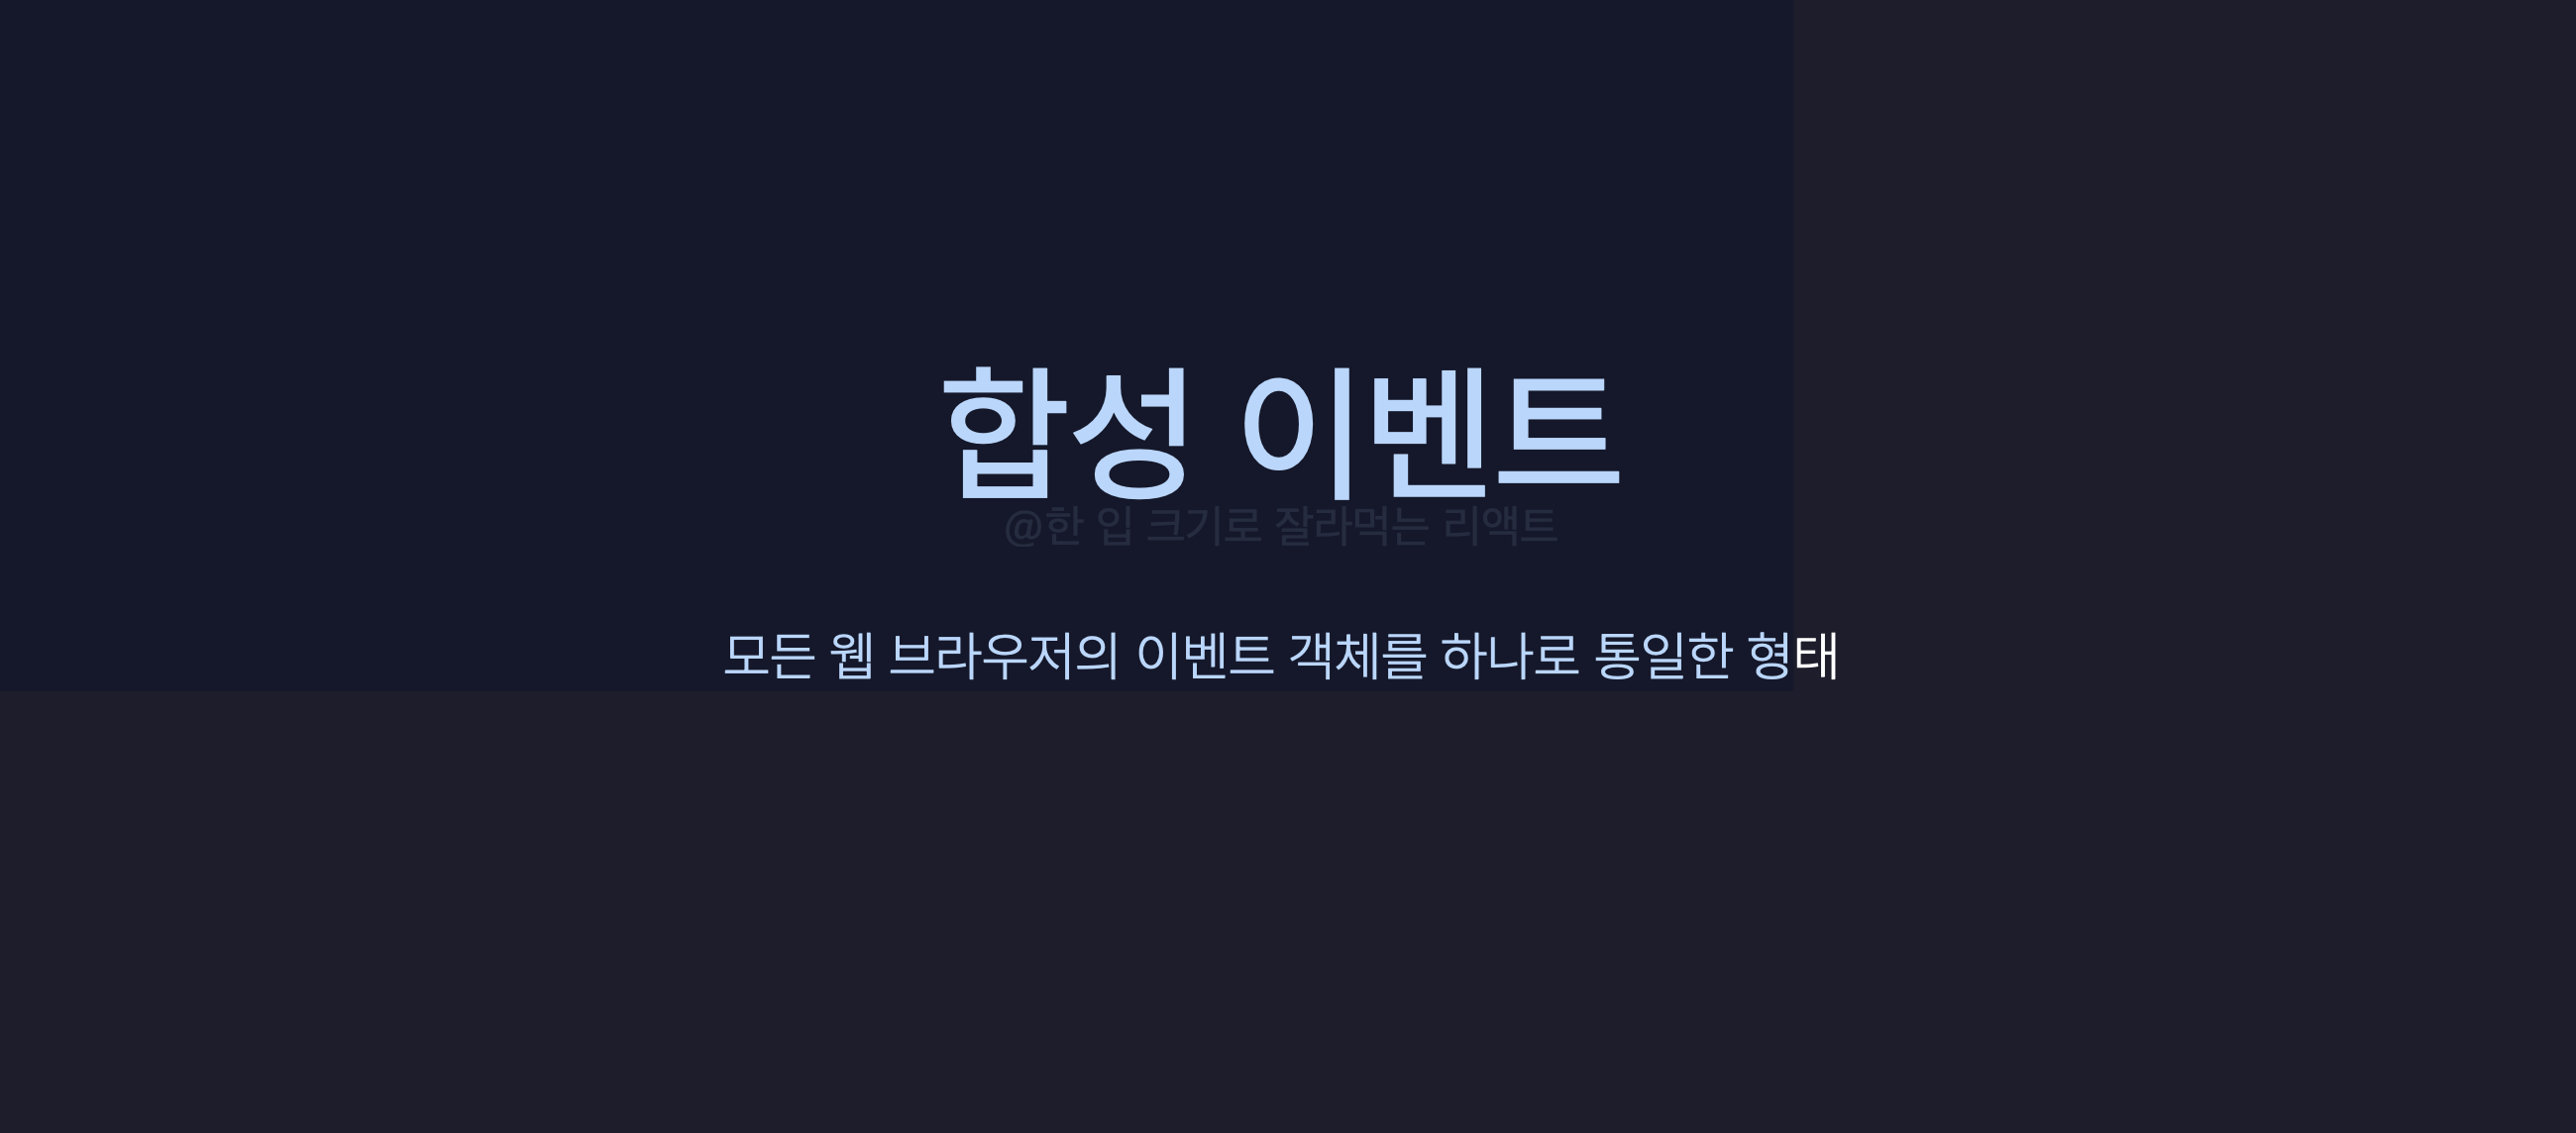 합성 이벤트
@한 입 크기로 잘라먹는 리액트
모든 웹 브라우저의 이벤트 객체를 하나로 통일한 형태